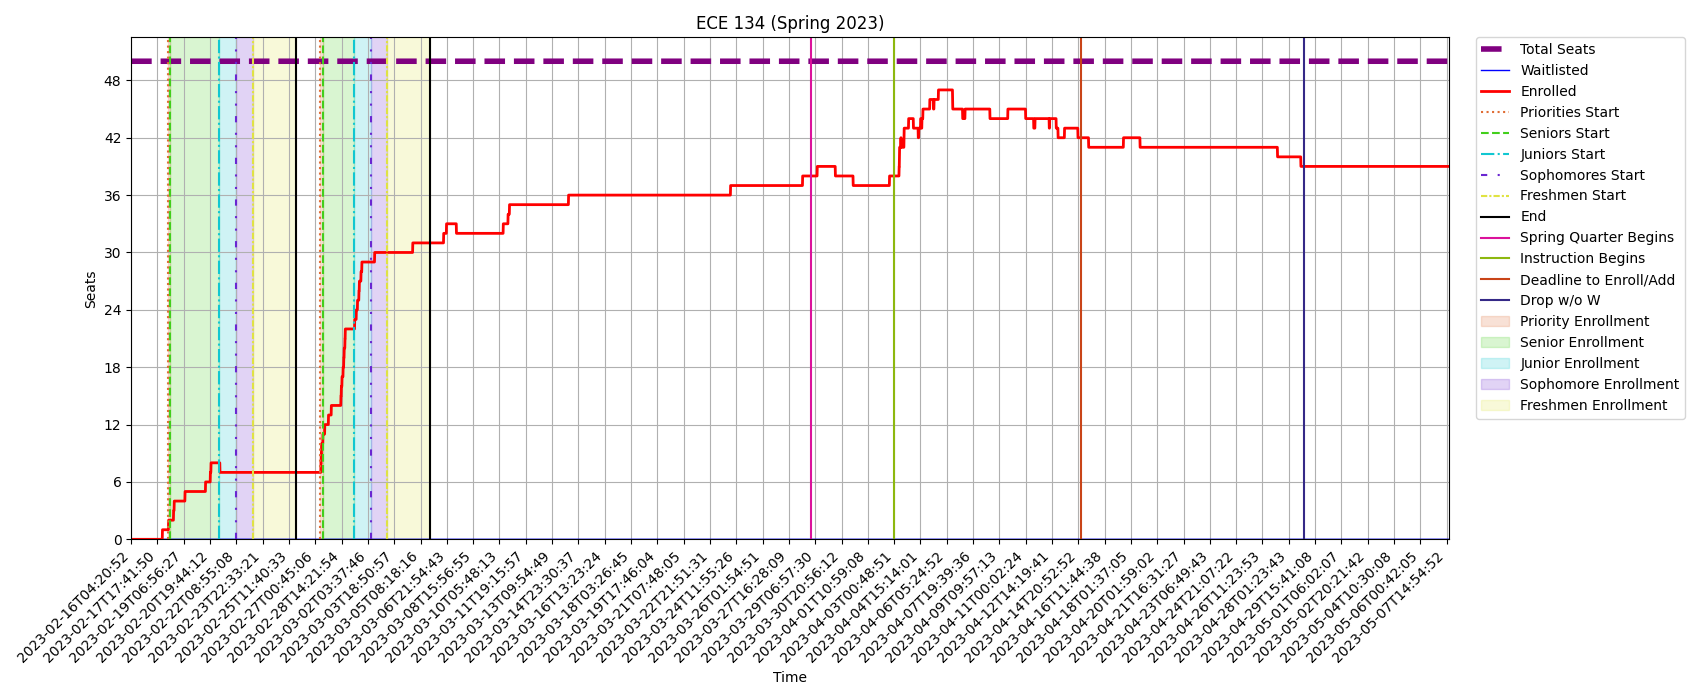 ECE 134 (Spring 2023)
Seats
48
42
36
30
24
18
12
6
0
2023-02-16T04:20:52
2023-02-17T17:41:50
2023-02-19T06:56:27
2023-02-20T19:44:12
2023-02-22T08:55:08
2023-02-23T22:33:21
2023-02-25T11:40:33
2023-02-27T00:45:06
2023-02-28T14:21:54
2023-03-02T03:37:46
2023-03-03T18:50:57
2023-03-05T08:18:16
2023-03-06T21:54:43
2023-03-08T15:56:55
2023-03-10T05:48:13
2023-03-11T19:15:57
2023-03-13T09:54:49
2023-03-14T23:30:37
2023-03-16T13:23:24
2023-03-18T03:26:45
2023-03-19T17:46:04
2023-03-21T07:48:05
2023-03-22T21:51:31
2023-03-24T11:55:26
2023-03-26T01:54:51
2023-03-27T16:28:09
2023-03-29T06:57:30
2023-03-30T20:56:12
2023-04-01T10:59:08
2023-04-03T00:48:51
2023-04-04T15:14:01
2023-04-06T05:24:52
2023-04-07T19:39:36
2023-04-09T09:57:13
2023-04-11T00:02:24
2023-04-12T14:19:41
2023-04-14T20:52:52
2023-04-16T11:44:38
2023-04-18T01:37:05
2023-04-20T01:59:02
2023-04-21T16:31:27
2023-04-23T06:49:43
2023-04-24T21:07:22
2023-04-26T11:23:53
2023-04-28T01:23:43
2023-04-29T15:41:08
2023-05-01T06:02:07
2023-05-02T20:21:42
2023-05-04T10:30:08
2023-05-06T00:42:05
2023-05-07T14:54:52
Time
Total Seats
Waitlisted
Enrolled
Priorities Start
Seniors Start
Juniors Start
Sophomores Start
Freshmen Start
End
Spring Quarter Begins
Instruction Begins
Deadline to Enroll/Add
Drop w/o W
Priority Enrollment
Senior Enrollment
Junior Enrollment
Sophomore Enrollment
Freshmen Enrollment